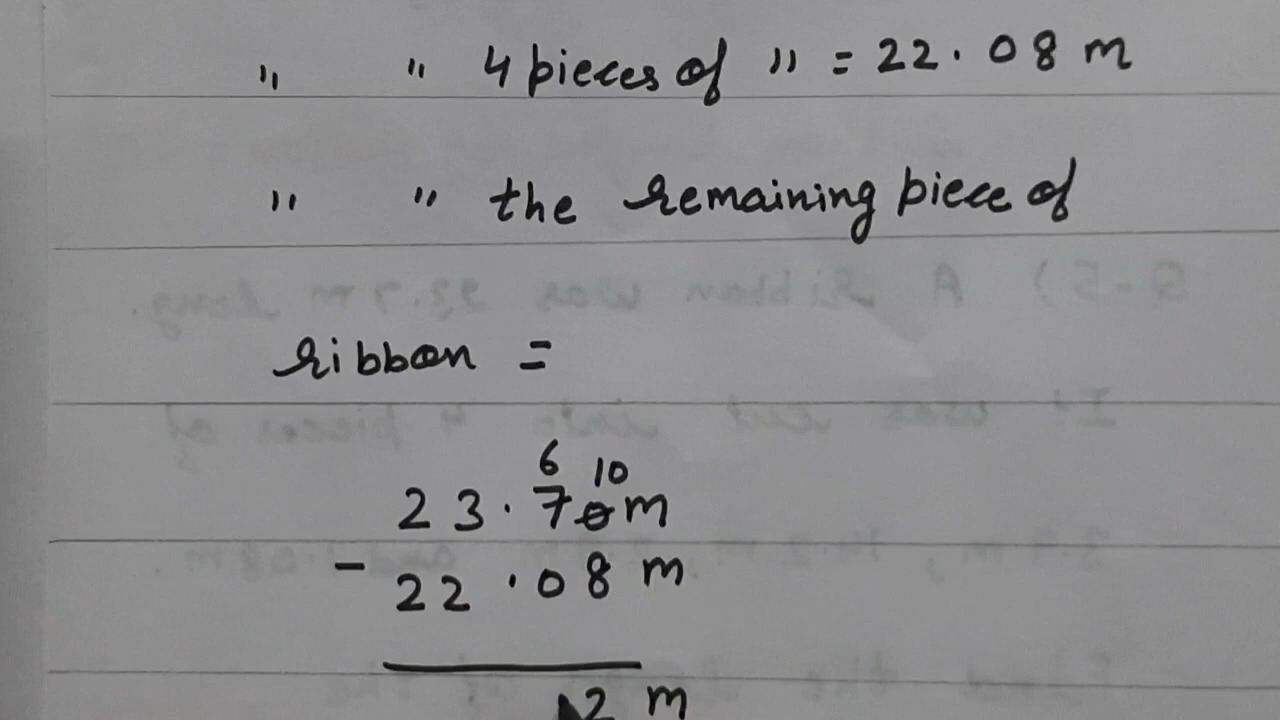 " " 4 pieces of " = 22.08 m
" " the remaining piece of
ribbon =
6 10
23.70 m
- 22.08 m
2 m